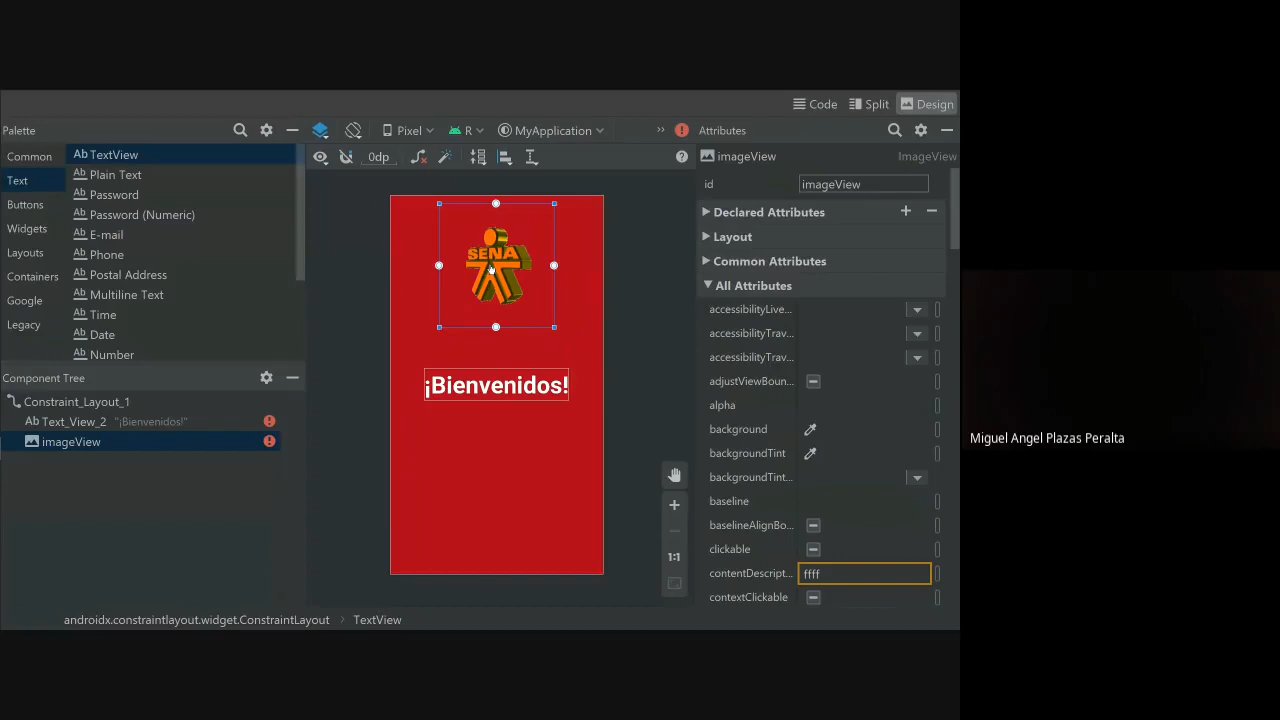 Code Split Design
Palette
Pixel R MyApplication >> Attributes
Common
Text
Buttons
Widgets
Layouts
Containers
Google
Legacy
Ab TextView
Ab Plain Text
Ab Password
Ab Password (Numeric)
Ab E-mail
Ab Phone
Ab Postal Address
Ab Multiline Text
Ab Time
Ab Date
Ab Number
Component Tree
Constraint_Layout_1
Ab Text_View_2 "¡Bienvenidos!"
imageView
0dp
SENA
¡Bienvenidos!
1:1
imageView ImageView
id imageView
Declared Attributes
Layout
Common Attributes
All Attributes
accessibilityLive...
accessibilityTrav...
accessibilityTrav...
adjustViewBoun...
alpha
background
backgroundTint
backgroundTint...
baseline
baselineAlignBo...
clickable
contentDescript... ffff
contextClickable
androidx.constraintlayout.widget.ConstraintLayout > TextView
Miguel Angel Plazas Peralta